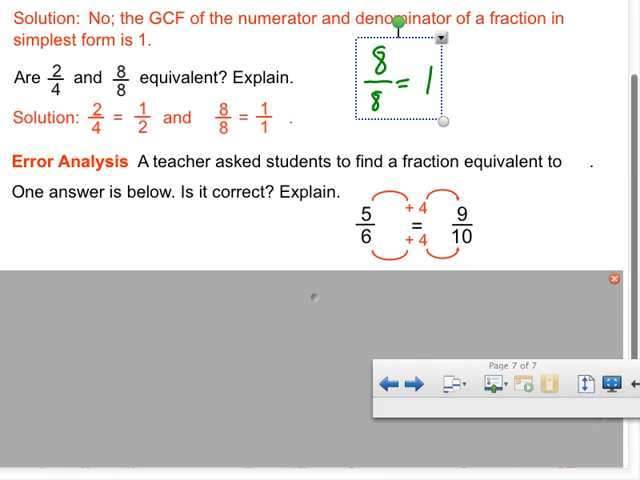 Solution: No; the GCF of the numerator and denominator of a fraction in
simplest form is 1.
8/8 = 1
Are 2/4 and 8/8 equivalent? Explain.
Solution: 2/4 = 1/2 and 8/8 = 1/1 .
Error Analysis A teacher asked students to find a fraction equivalent to .
One answer is below. Is it correct? Explain.
+ 4
5/6 = 9/10
+ 4
Page 7 of 7